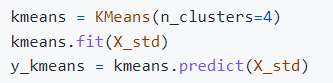 kmeans = KMeans(n_clusters=4)
kmeans.fit(X_std)
y_kmeans = kmeans.predict(X_std)